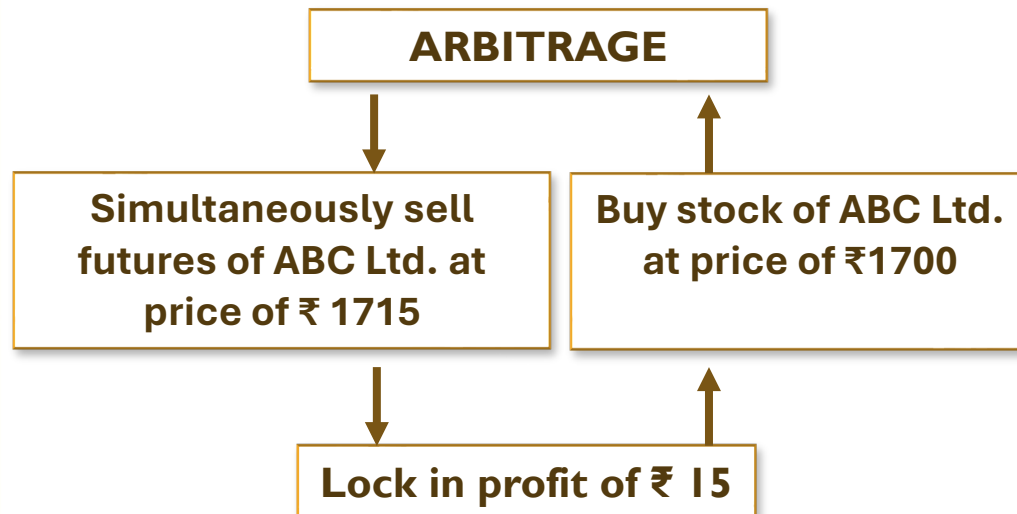 ARBITRAGE
Simultaneously sell
futures of ABC Ltd. at
price of ₹ 1715
Buy stock of ABC Ltd.
at price of ₹1700
Lock in profit of ₹ 15